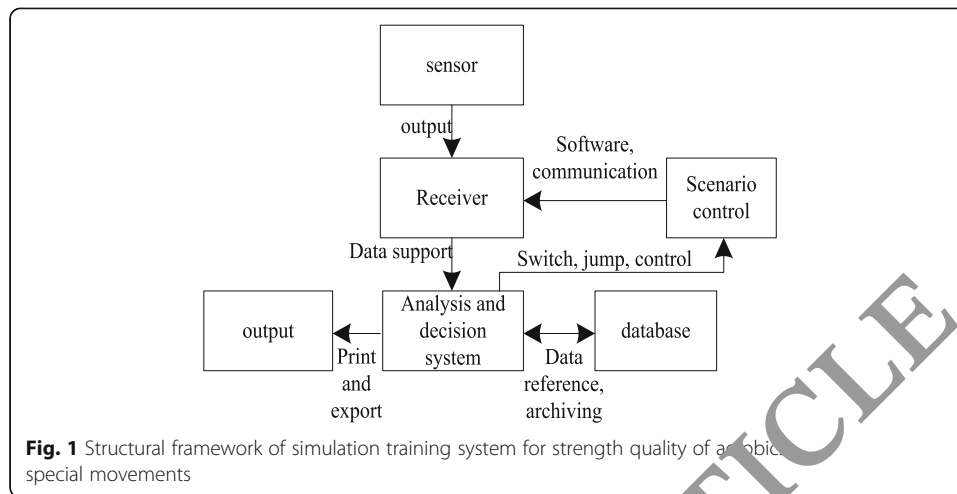 sensor
output
Software,
communication
Receiver
Scenario
control
Data support
Switch, jump, control
output
Analysis and
decision
system
database
Print
and
export
Data
reference,
archiving
Fig. 1 Structural framework of simulation training system for strength quality of
special movements
TICLE